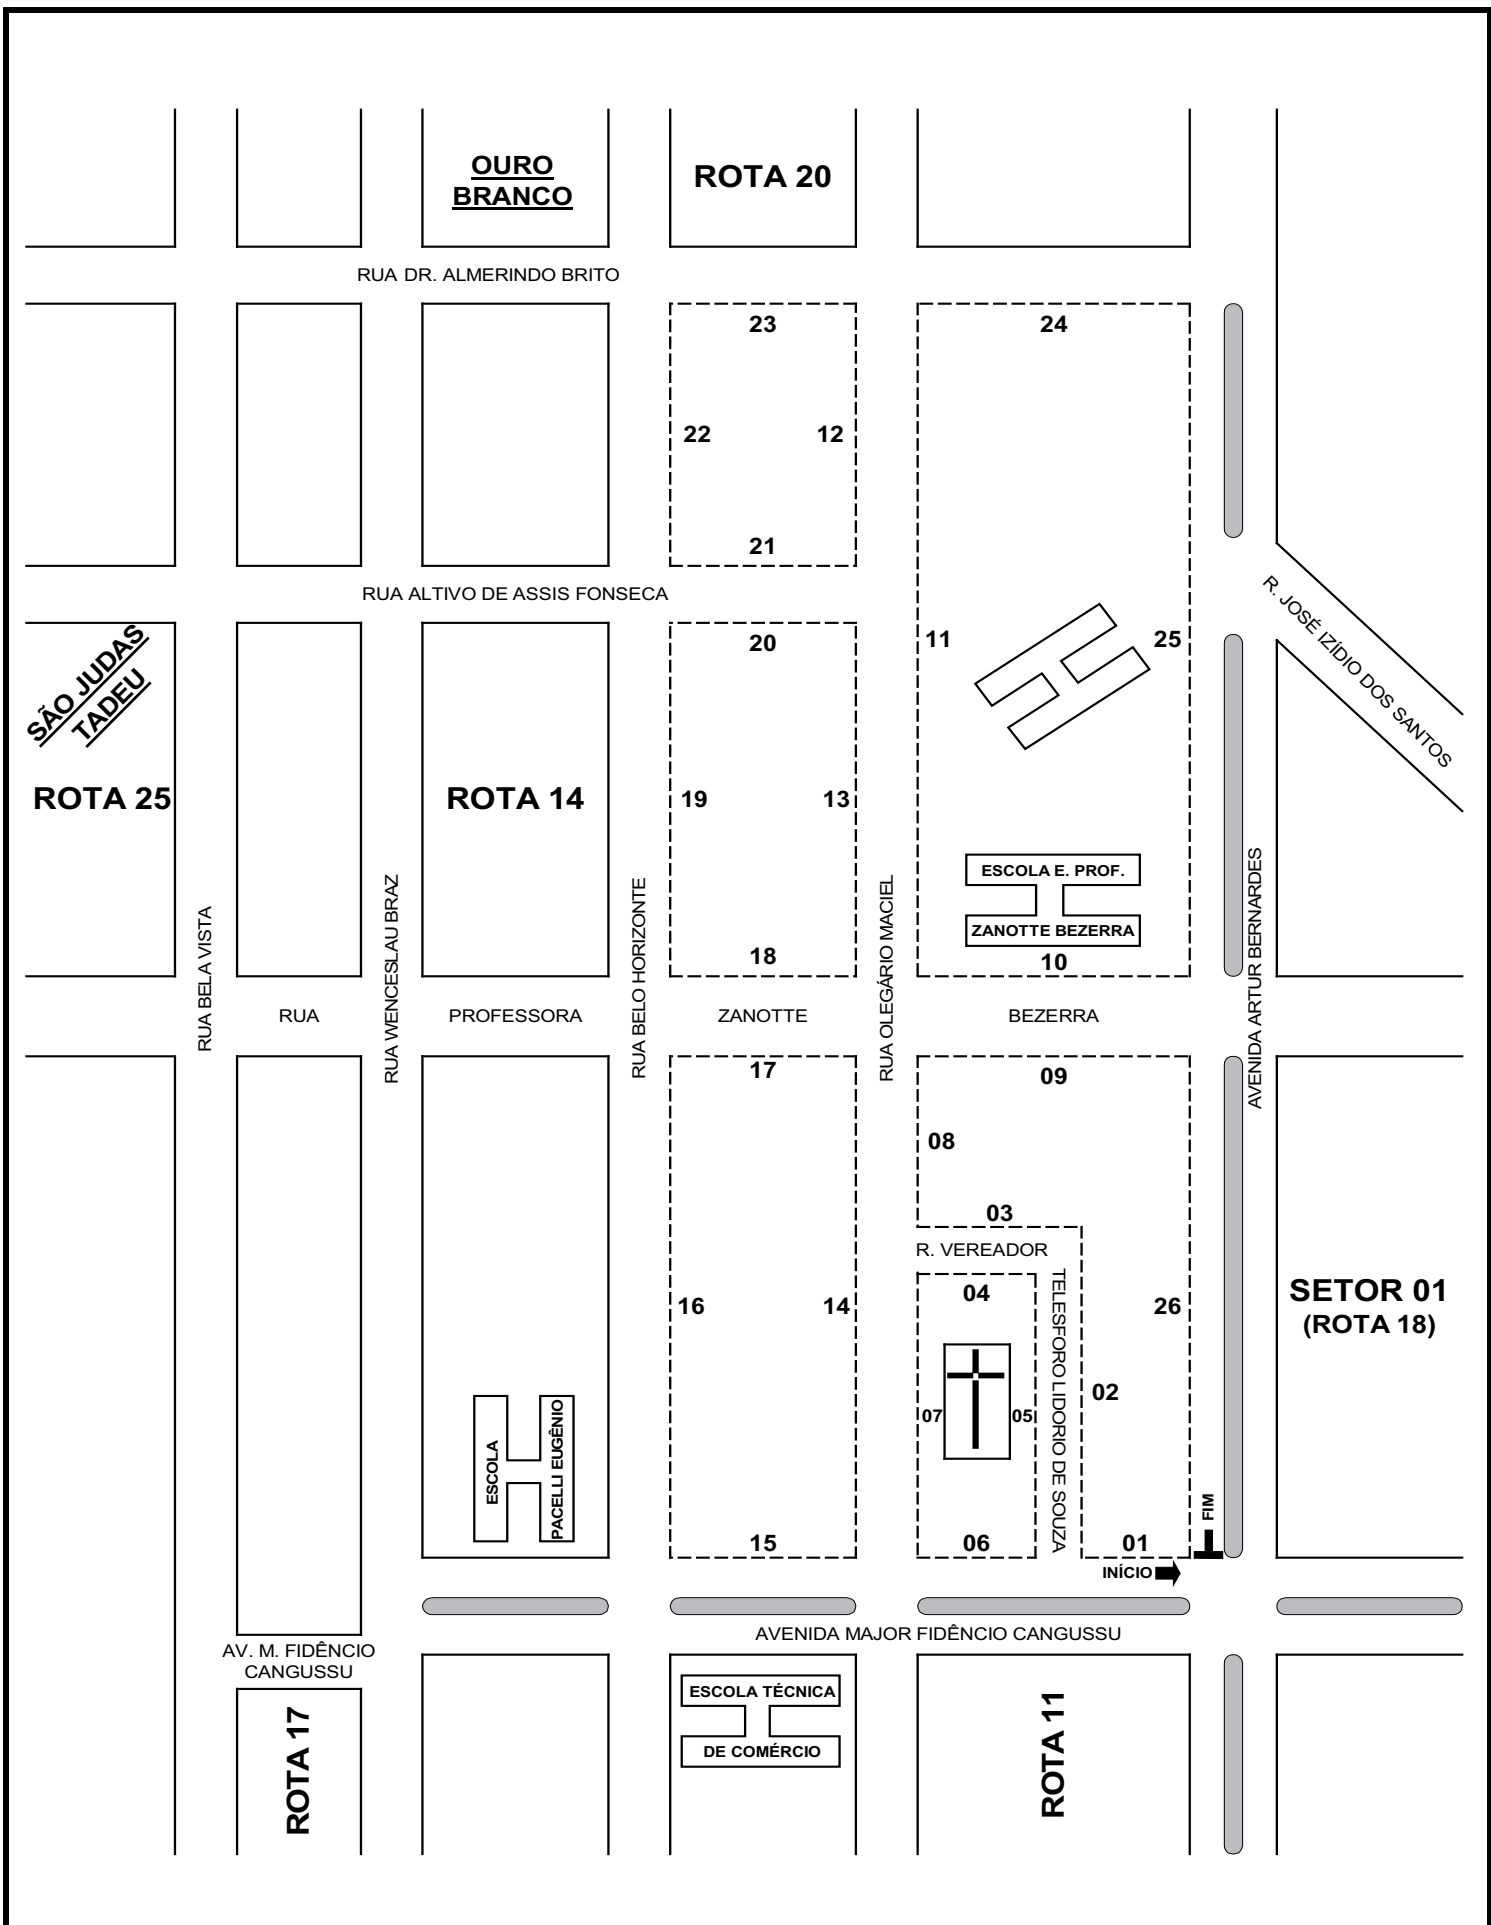 OURO
BRANCO
ROTA 20
RUA DR. ALMERINDO BRITO
23
24
22
12
21
RUA ALTIVO DE ASSIS FONSECA
R. JOSÉ IZÍDIO DOS SANTOS
SÃO JUDAS
TADEU
20
11
25
ROTA 25
ROTA 14
19
13
ESCOLA E. PROF.
ZANOTTE BEZERRA
18
10
RUA BELA VISTA
RUA WENCESLAU BRAZ
RUA BELO HORIZONTE
RUA OLEGÁRIO MACIEL
AVENIDA ARTUR BERNARDES
RUA
PROFESSORA
ZANOTTE
BEZERRA
17
09
08
03
R. VEREADOR
TELESFORO LIDORIO DE SOUZA
04
16
14
26
SETOR 01
(ROTA 18)
02
07
05
ESCOLA
PACELLI EUGÊNIO
15
06
01
FIM
INÍCIO
AVENIDA MAJOR FIDÊNCIO CANGUSSU
AV. M. FIDÊNCIO
CANGUSSU
ROTA 17
ESCOLA TÉCNICA
DE COMÉRCIO
ROTA 11